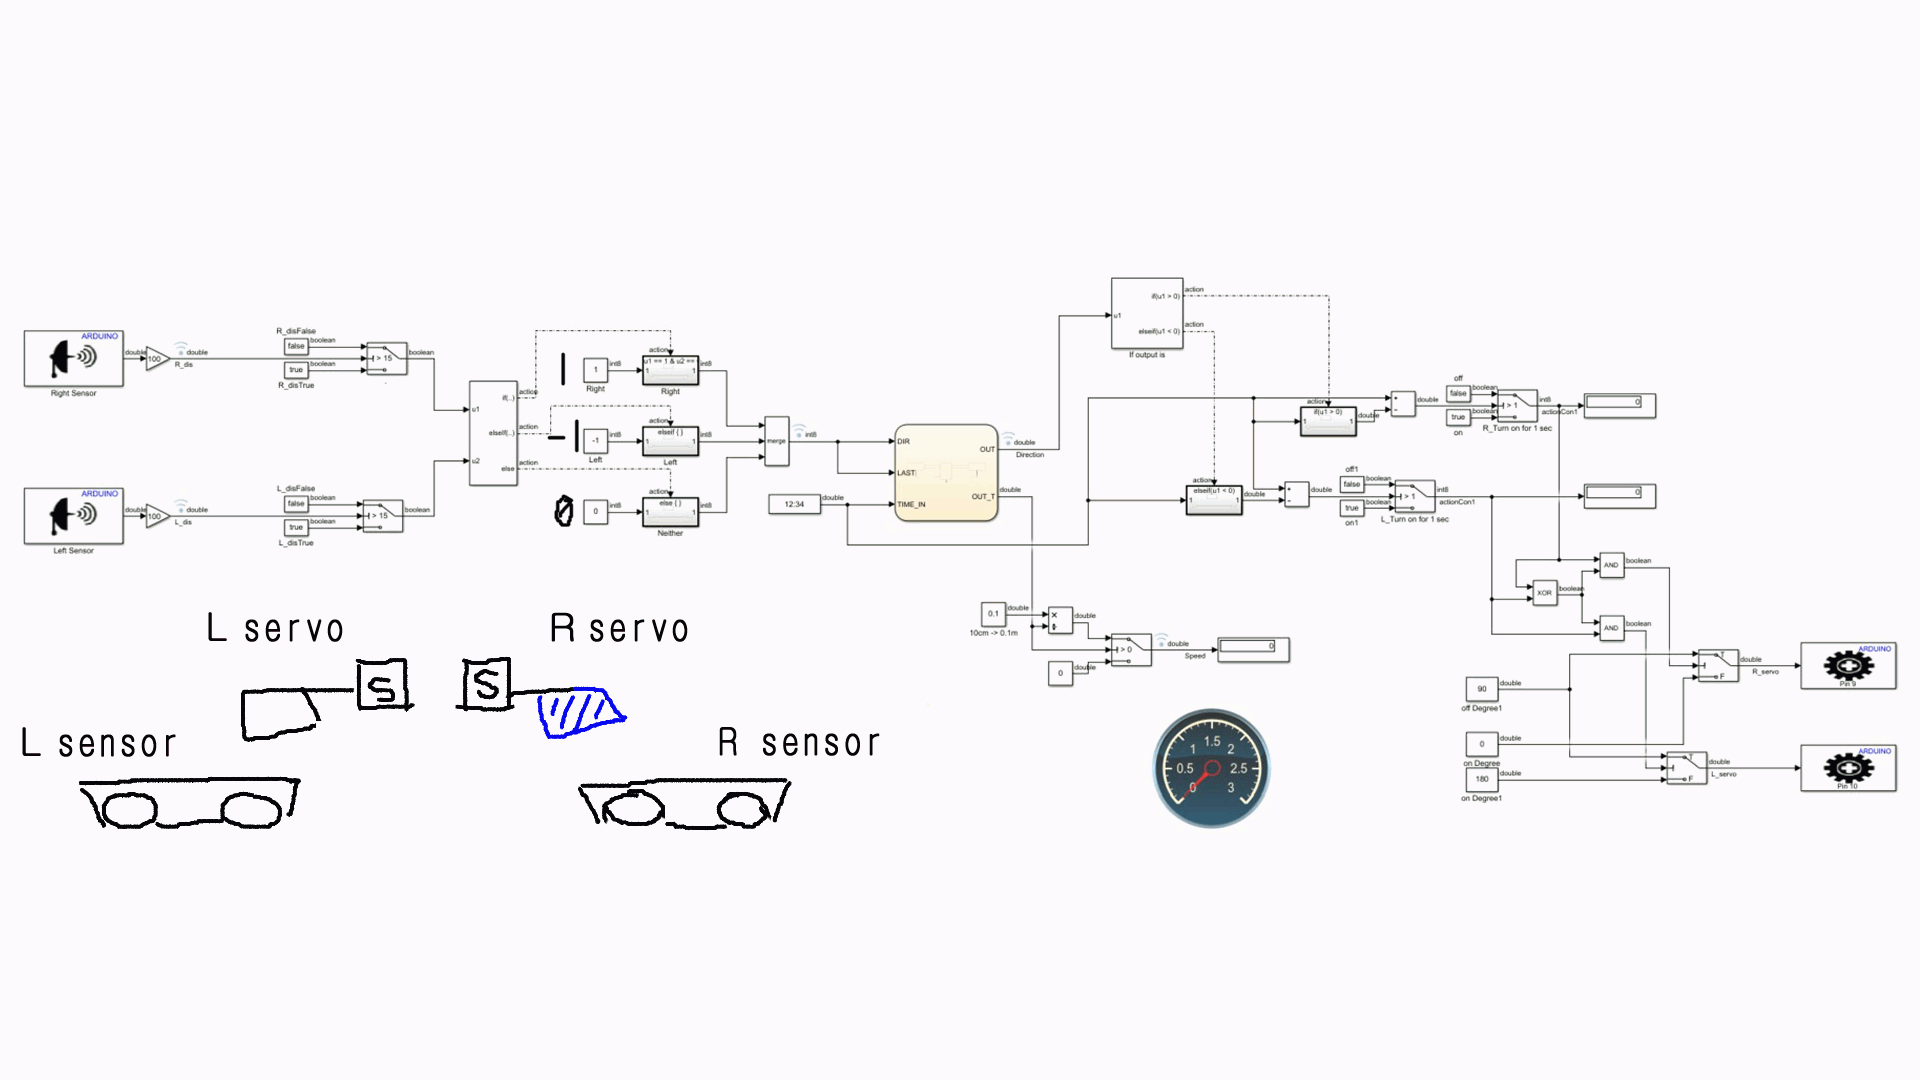 ARDUINO
Right Sensor
double
100
double
R_dis
R_disFalse
false
boolean
true
boolean
R_disTrue
> 15
boolean
ARDUINO
Left Sensor
double
100
double
L_dis
L_disFalse
false
boolean
true
boolean
L_disTrue
> 15
boolean
u1
u2
if(..)
elseif(..)
else
action
action
action
1
1
int8
Right
action
u1 == 1 & u2 ==
1 1
int8
Right
-1
-1
int8
Left
action
elseif { }
1 1
int8
Left
0
0
int8
action
else { }
1 1
int8
Neither
merge
int8
12:34
double
DIR
LAST
TIME_IN
OUT
OUT_T
double
Direction
double
u1
if(u1 > 0)
elseif(u1 < 0)
action
action
If output is
action
if(u1 > 0)
1 1
double
double
off
false
boolean
true
boolean
on
> 1
int8
actionCon1
R_Turn on for 1 sec
0
action
elseif(u1 < 0)
1 1
double
double
off1
false
boolean
true
boolean
on1
> 1
int8
actionCon1
L_Turn on for 1 sec
0
XOR
boolean
AND
boolean
AND
boolean
0.1
double
10cm -> 0.1m
double
0
double
> 0
double
Speed
0
90
double
off Degree1
0
double
on Degree
180
double
on Degree1
T
F
double
R_servo
ARDUINO
Pin 9
T
F
double
L_servo
ARDUINO
Pin 10
0 0.5 1 1.5 2 2.5 3
L servo
R servo
S
S
L sensor
R sensor